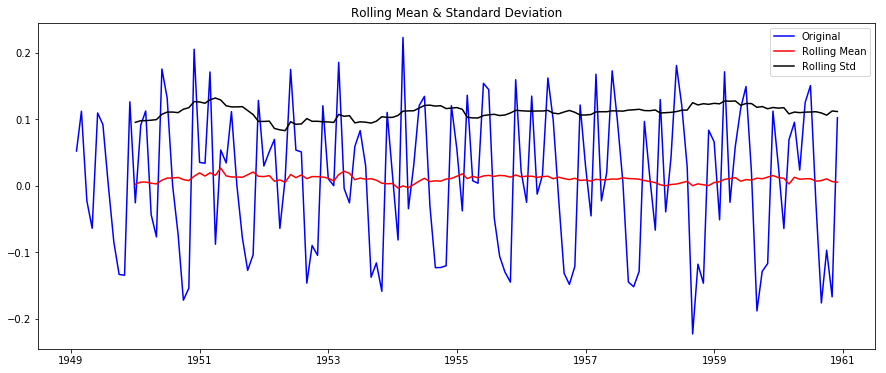 Rolling Mean & Standard Deviation
Original
Rolling Mean
Rolling Std
0.2
0.1
0.0
−0.1
−0.2
1949 1951 1953 1955 1957 1959 1961